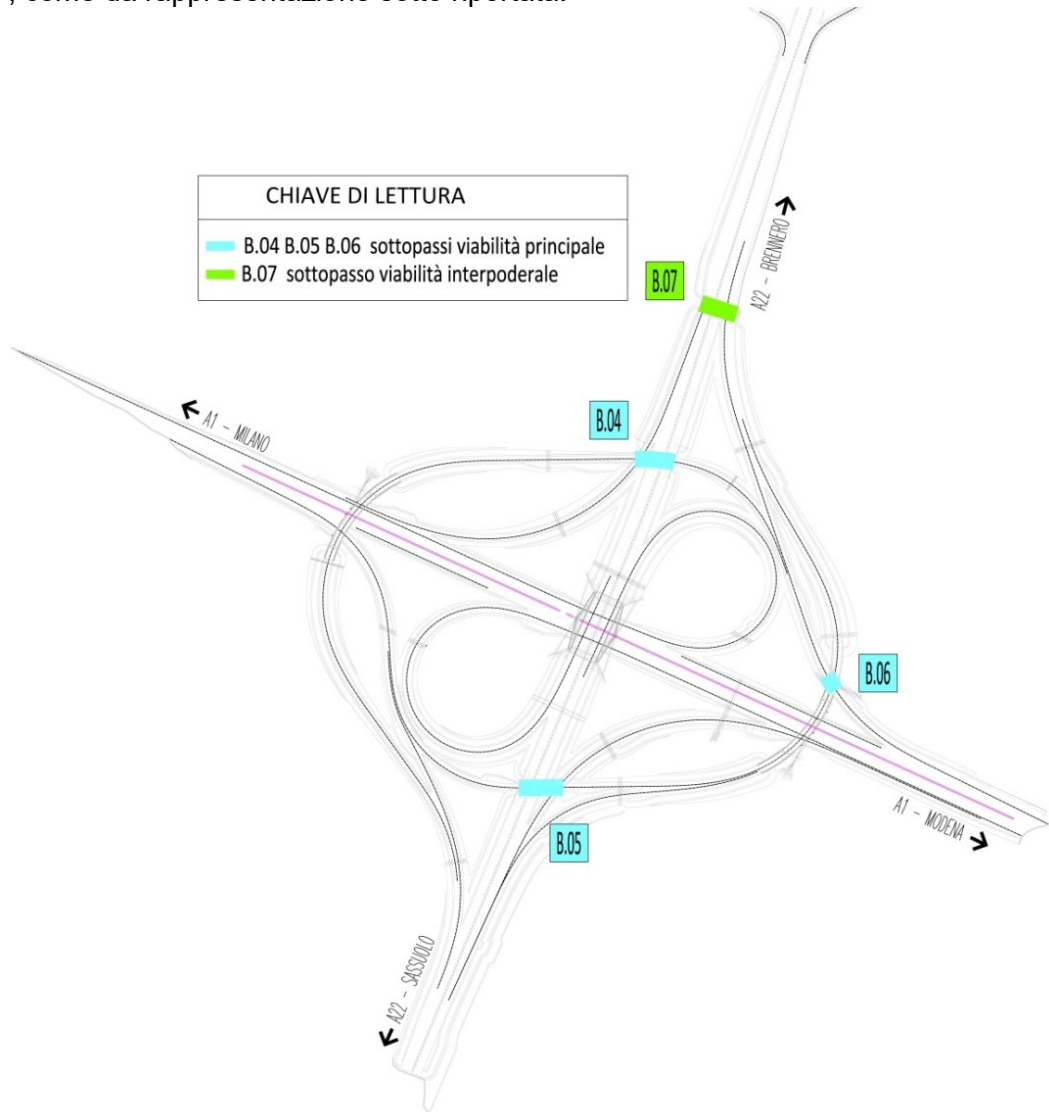 , come da rappresentazione sotto riportata.
CHIAVE DI LETTURA
B.04 B.05 B.06 sottopassi viabilità principale
B.07 sottopasso viabilità interpoderale
B.07
A22 - BRENNERO
B.04
A1 - MILANO
B.06
A1 - MODENA
B.05
A22 - SASSUOLO